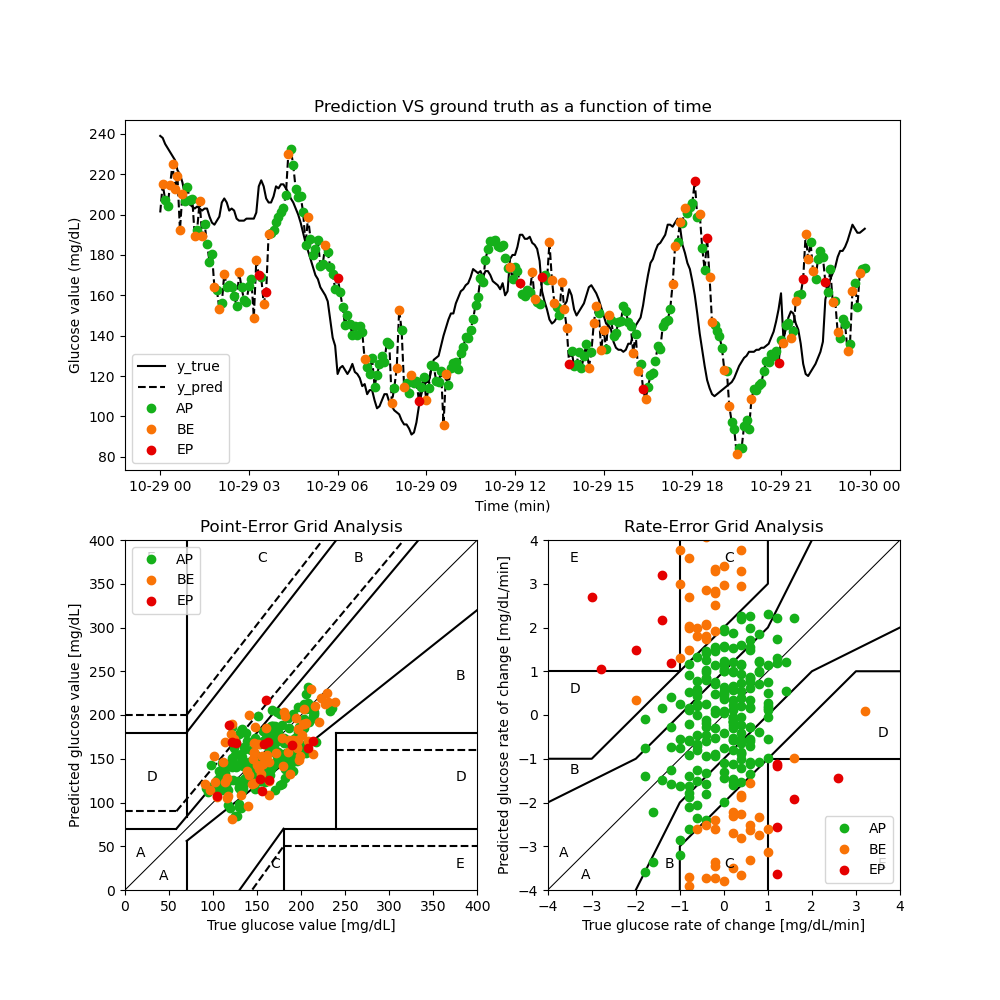 Prediction VS ground truth as a function of time
Glucose value (mg/dL)
240
220
200
180
160
140
120
100
80
y_true
y_pred
AP
BE
EP
10-29 00 10-29 03 10-29 06 10-29 09 10-29 12 10-29 15 10-29 18 10-29 21 10-30 00
Time (min)
Point-Error Grid Analysis
Predicted glucose value [mg/dL]
400
350
300
250
200
150
100
50
0
AP
BE
EP
C
B
B
D
D
A
A
C
E
0 50 100 150 200 250 300 350 400
True glucose value [mg/dL]
Rate-Error Grid Analysis
Predicted glucose rate of change [mg/dL/min]
4
3
2
1
0
−1
−2
−3
−4
E
C
D
D
B
A
A
B
C
AP
BE
EP
−4 −3 −2 −1 0 1 2 3 4
True glucose rate of change [mg/dL/min]